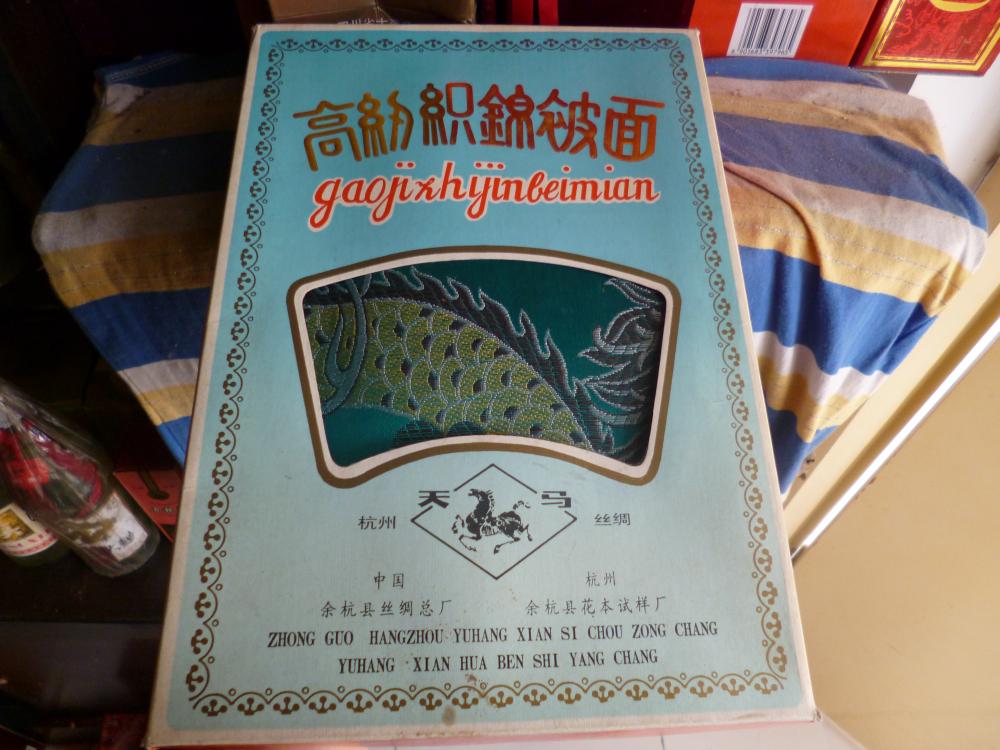 高級織錦被面
gaojizhijinbeimian
天 马
杭州 丝绸
中国 杭州
余杭县丝绸总厂 余杭县花本试样厂
ZHONG GUO HANGZHOU YUHANG XIAN SI CHOU ZONG CHANG
YUHANG XIAN HUA BEN SHI YANG CHANG